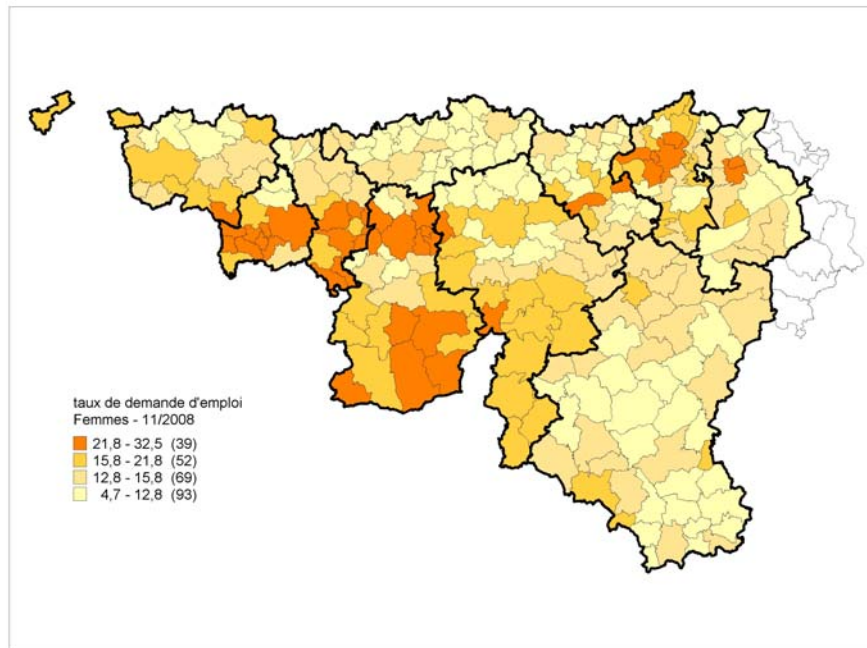 taux de demande d'emploi
Femmes - 11/2008
21,8 - 32,5 (39)
15,8 - 21,8 (52)
12,8 - 15,8 (69)
4,7 - 12,8 (93)